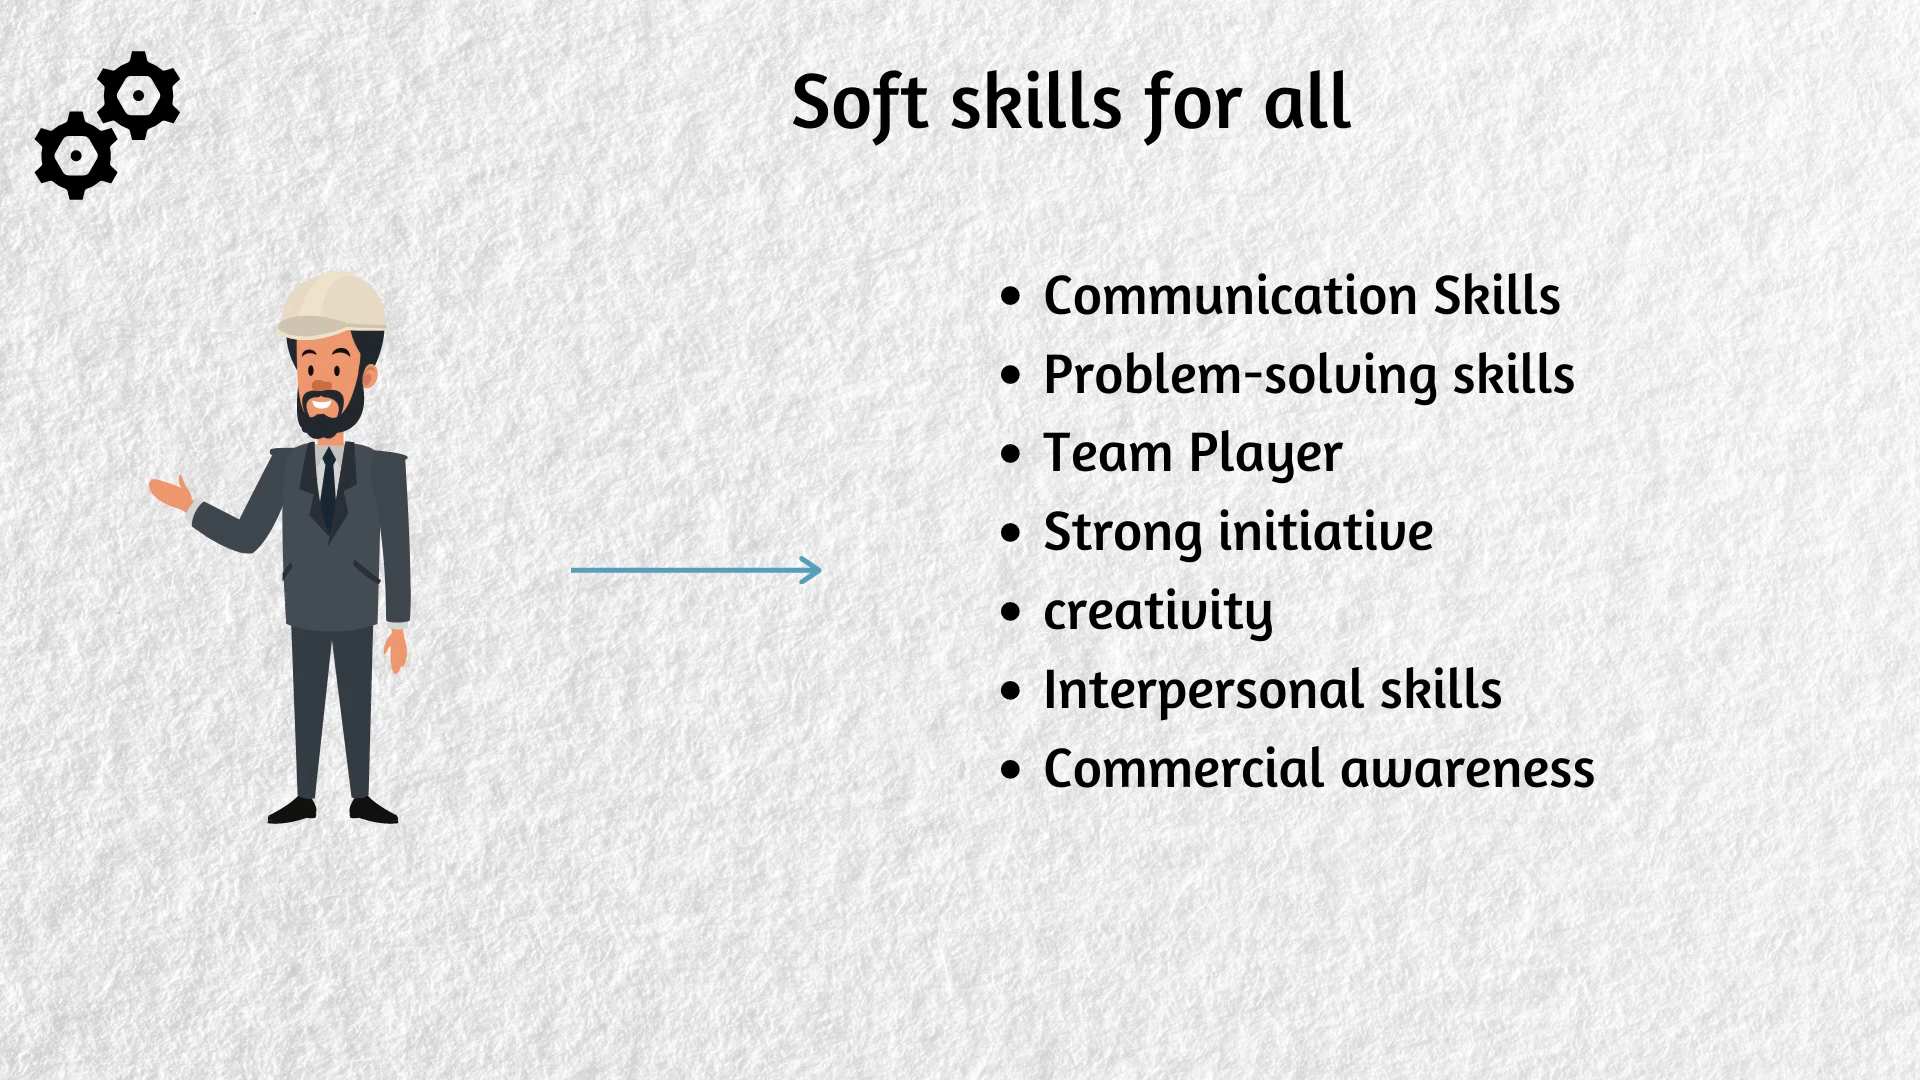 Soft skills for all
• Communication Skills
• Problem-solving skills
• Team Player
• Strong initiative
• creativity
• Interpersonal skills
• Commercial awareness